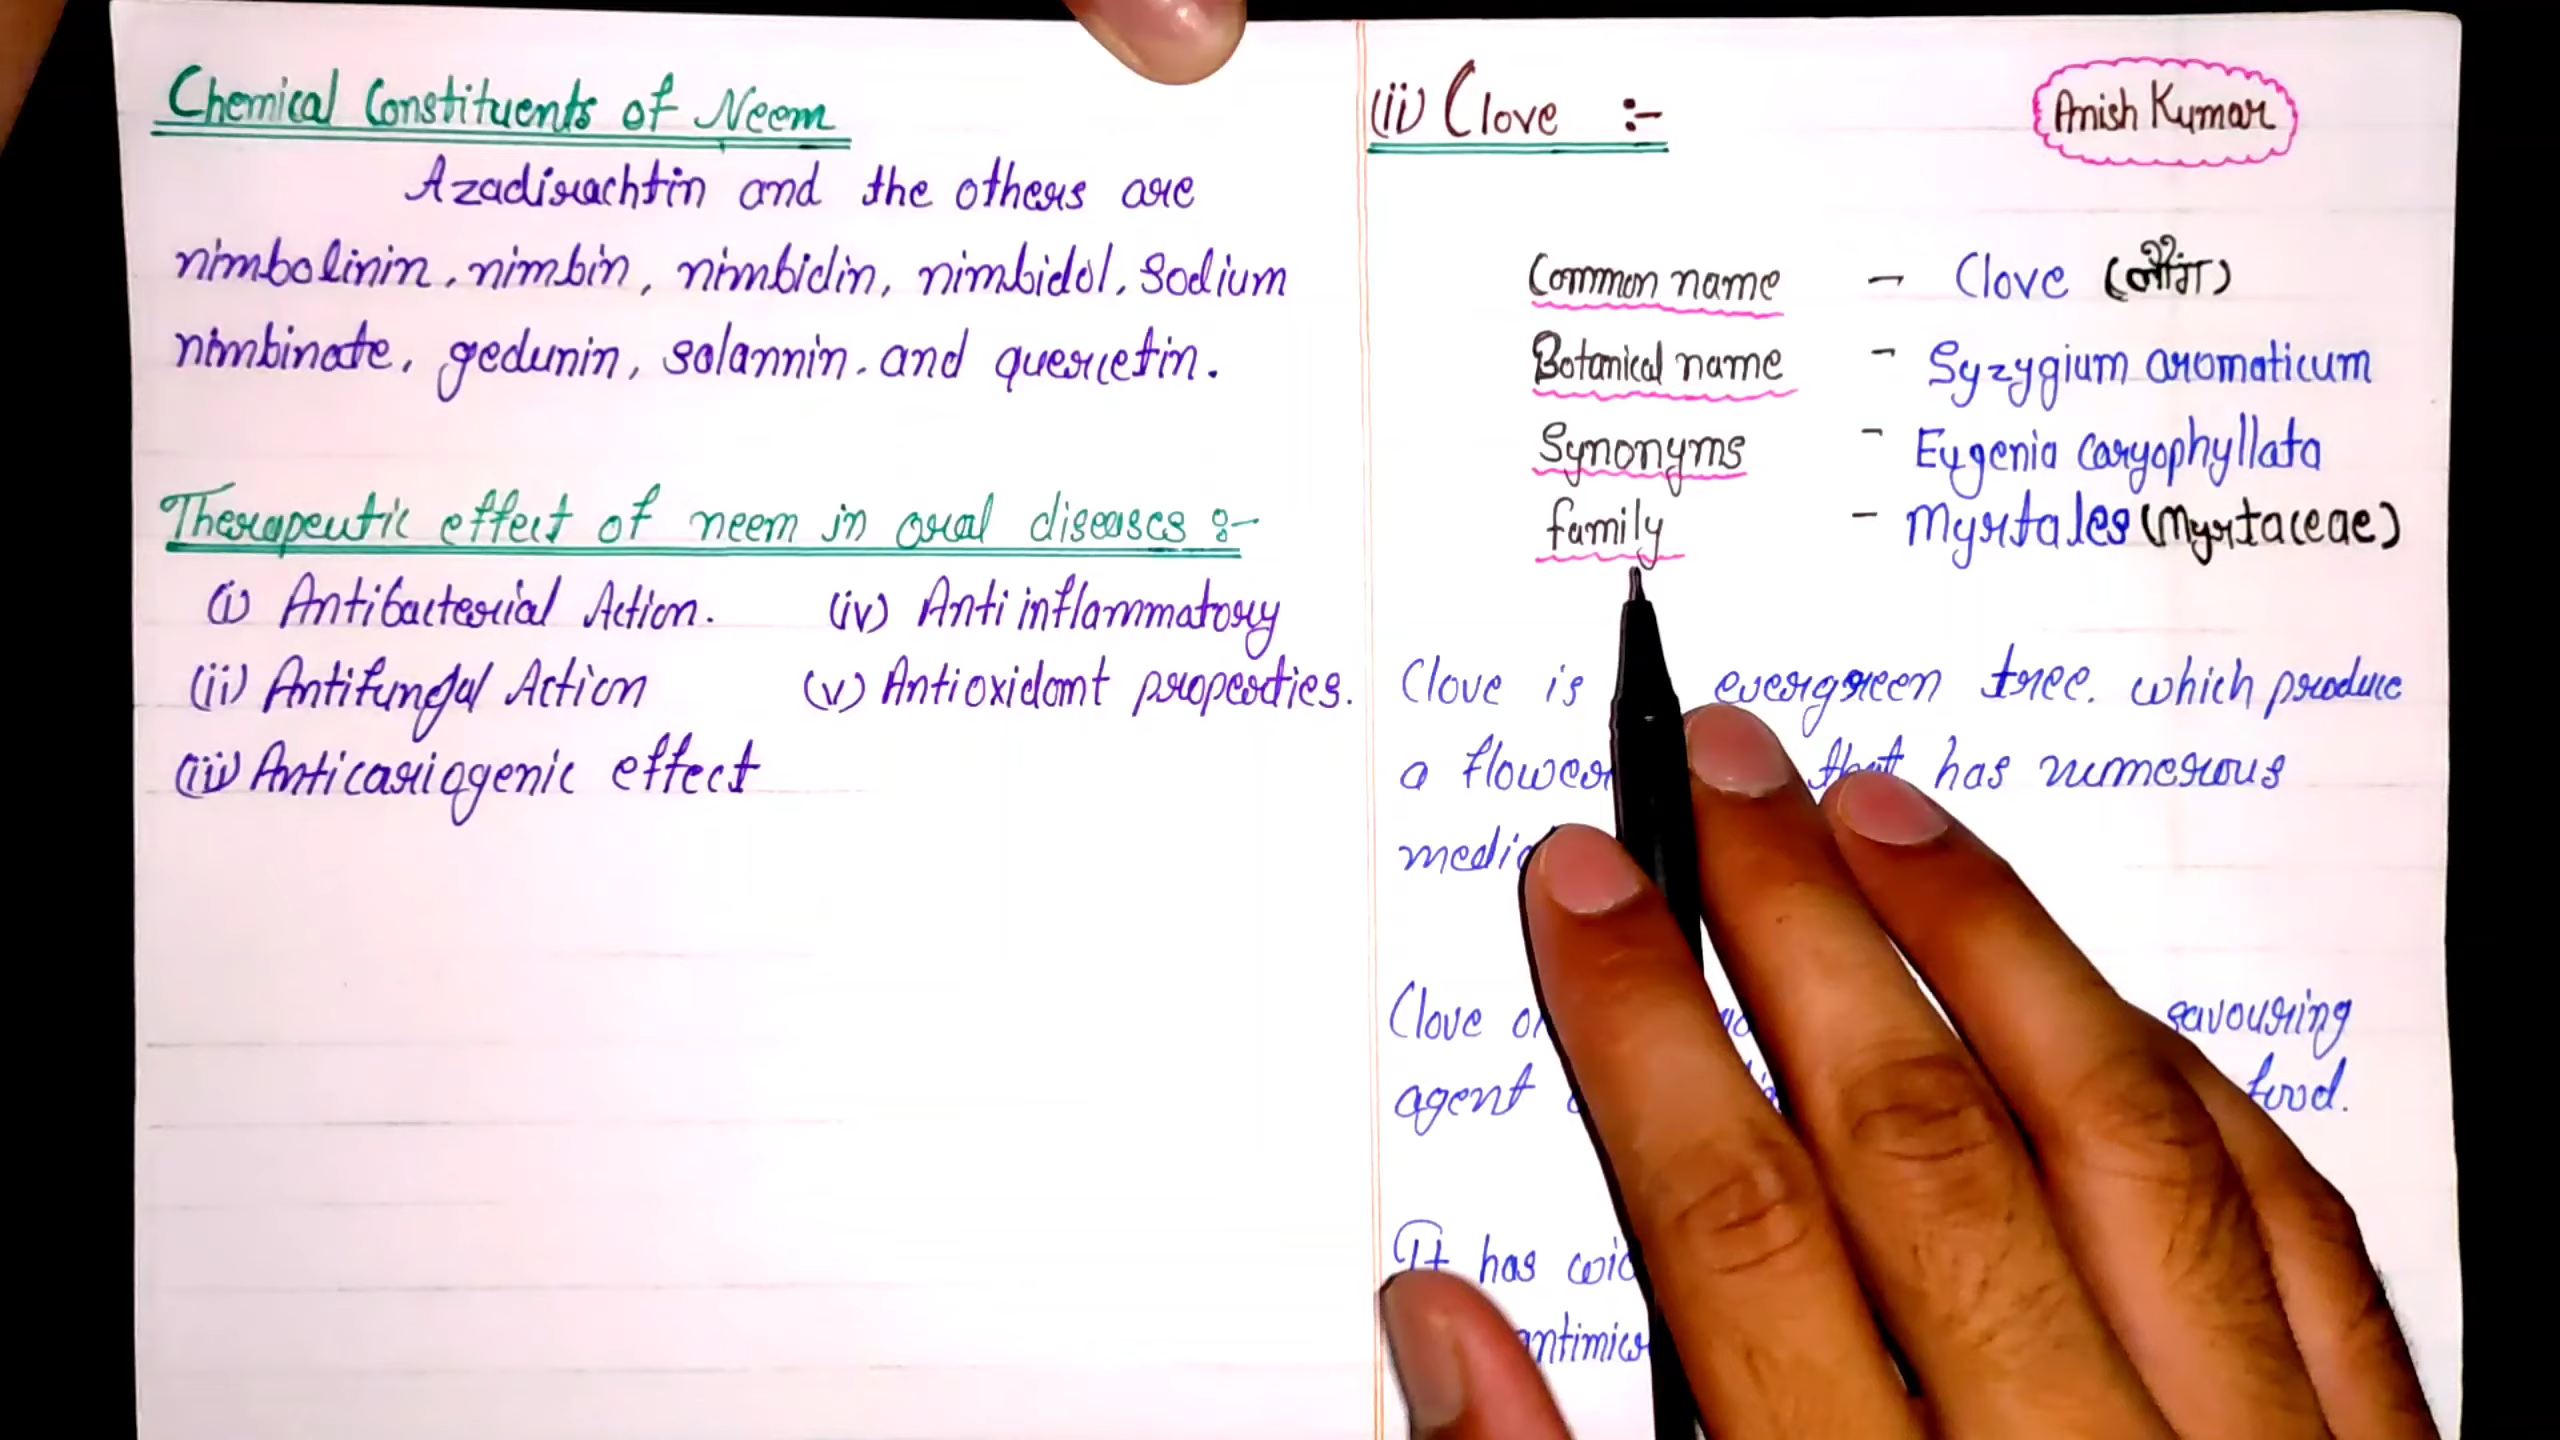 Chemical Constituents of Neem
Azadirachtin and the others are
nimbolinin, nimbin, nimbidin, nimbidol, Sodium
nimbinate, gedunin, salannin, and quercetin.
Therapeutic effect of neem in oral diseases :-
(i) Antibacterial Action.
(ii) Antifungal Action
(iii) Anticariogenic effect
(iv) Anti inflammatory
(v) Antioxidant properties.
(ii) Clove :-
Anish Kumar
Common name - Clove (लौंग)
Botanical name - Syzygium aromaticum
Synonyms - Eugenia caryophyllata
family - Myrtales (Myrtaceae)
Clove is evergreen tree. which produce
a that has numerous
Clove savouring
agent food.
It has